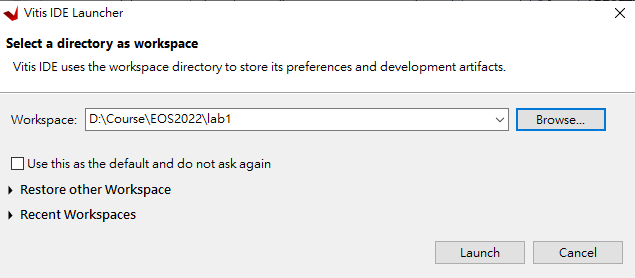 Vitis IDE Launcher
Select a directory as workspace
Vitis IDE uses the workspace directory to store its preferences and development artifacts.
Workspace: D:\Course\EOS2022\lab1 Browse...
Use this as the default and do not ask again
Restore other Workspace
Recent Workspaces
Launch Cancel